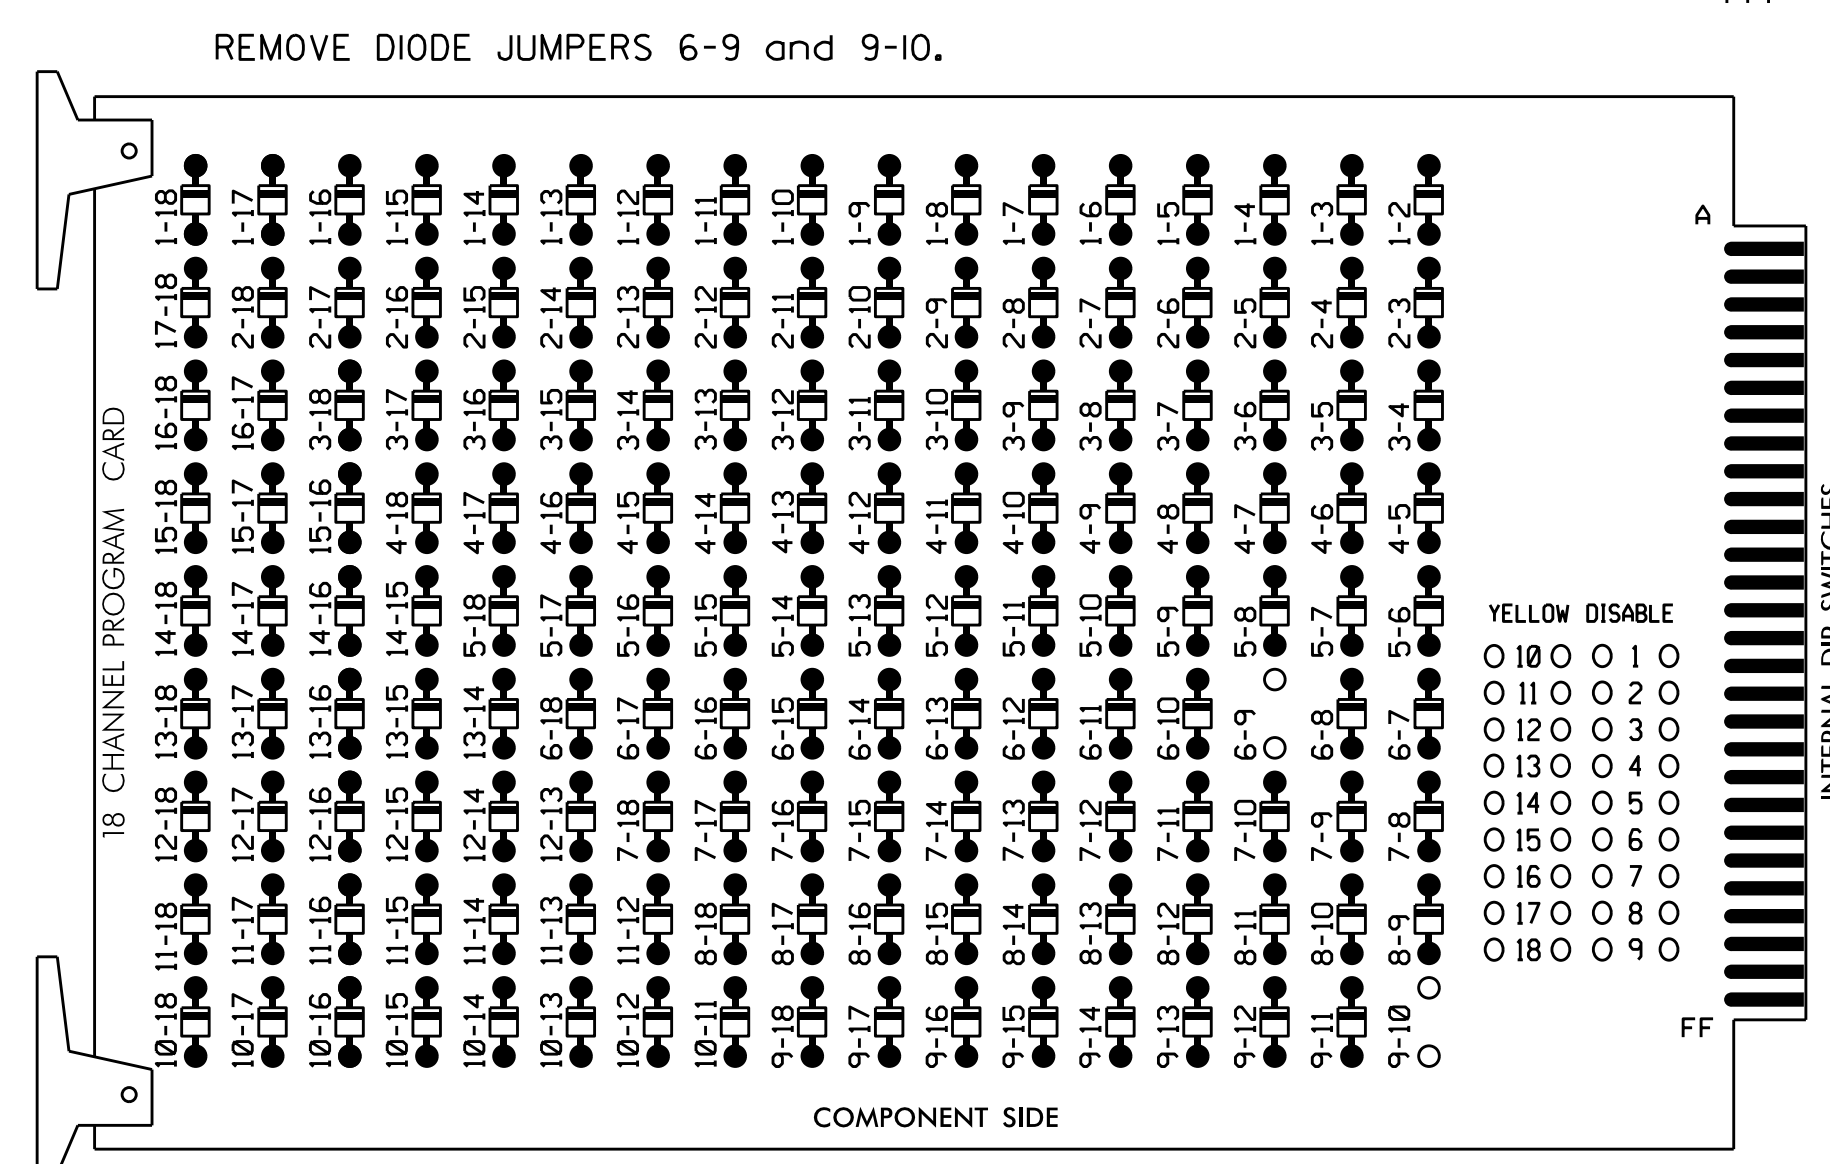 REMOVE DIODE JUMPERS 6-9 and 9-10.
1-18 1-17 1-16 1-15 1-14 1-13 1-12 1-11 1-10 1-9 1-8 1-7 1-6 1-5 1-4 1-3 1-2
A
17-18 2-18 2-17 2-16 2-15 2-14 2-13 2-12 2-11 2-10 2-9 2-8 2-7 2-6 2-5 2-4 2-3
16-18 16-17 3-18 3-17 3-16 3-15 3-14 3-13 3-12 3-11 3-10 3-9 3-8 3-7 3-6 3-5 3-4
15-18 15-17 15-16 4-18 4-17 4-16 4-15 4-14 4-13 4-12 4-11 4-10 4-9 4-8 4-7 4-6 4-5
14-18 14-17 14-16 14-15 5-18 5-17 5-16 5-15 5-14 5-13 5-12 5-11 5-10 5-9 5-8 5-7 5-6
13-18 13-17 13-16 13-15 13-14 6-18 6-17 6-16 6-15 6-14 6-13 6-12 6-11 6-10 6-9 6-8 6-7
12-18 12-17 12-16 12-15 12-14 12-13 7-18 7-17 7-16 7-15 7-14 7-13 7-12 7-11 7-10 7-9 7-8
11-18 11-17 11-16 11-15 11-14 11-13 11-12 8-18 8-17 8-16 8-15 8-14 8-13 8-12 8-11 8-10 8-9
10-18 10-17 10-16 10-15 10-14 10-13 10-12 10-11 9-18 9-17 9-16 9-15 9-14 9-13 9-12 9-11 9-10
18 CHANNEL PROGRAM CARD
YELLOW DISABLE
10 1
11 2
12 3
13 4
14 5
15 6
16 7
17 8
18 9
FF
COMPONENT SIDE
INTERNAL DIP SWITCHES